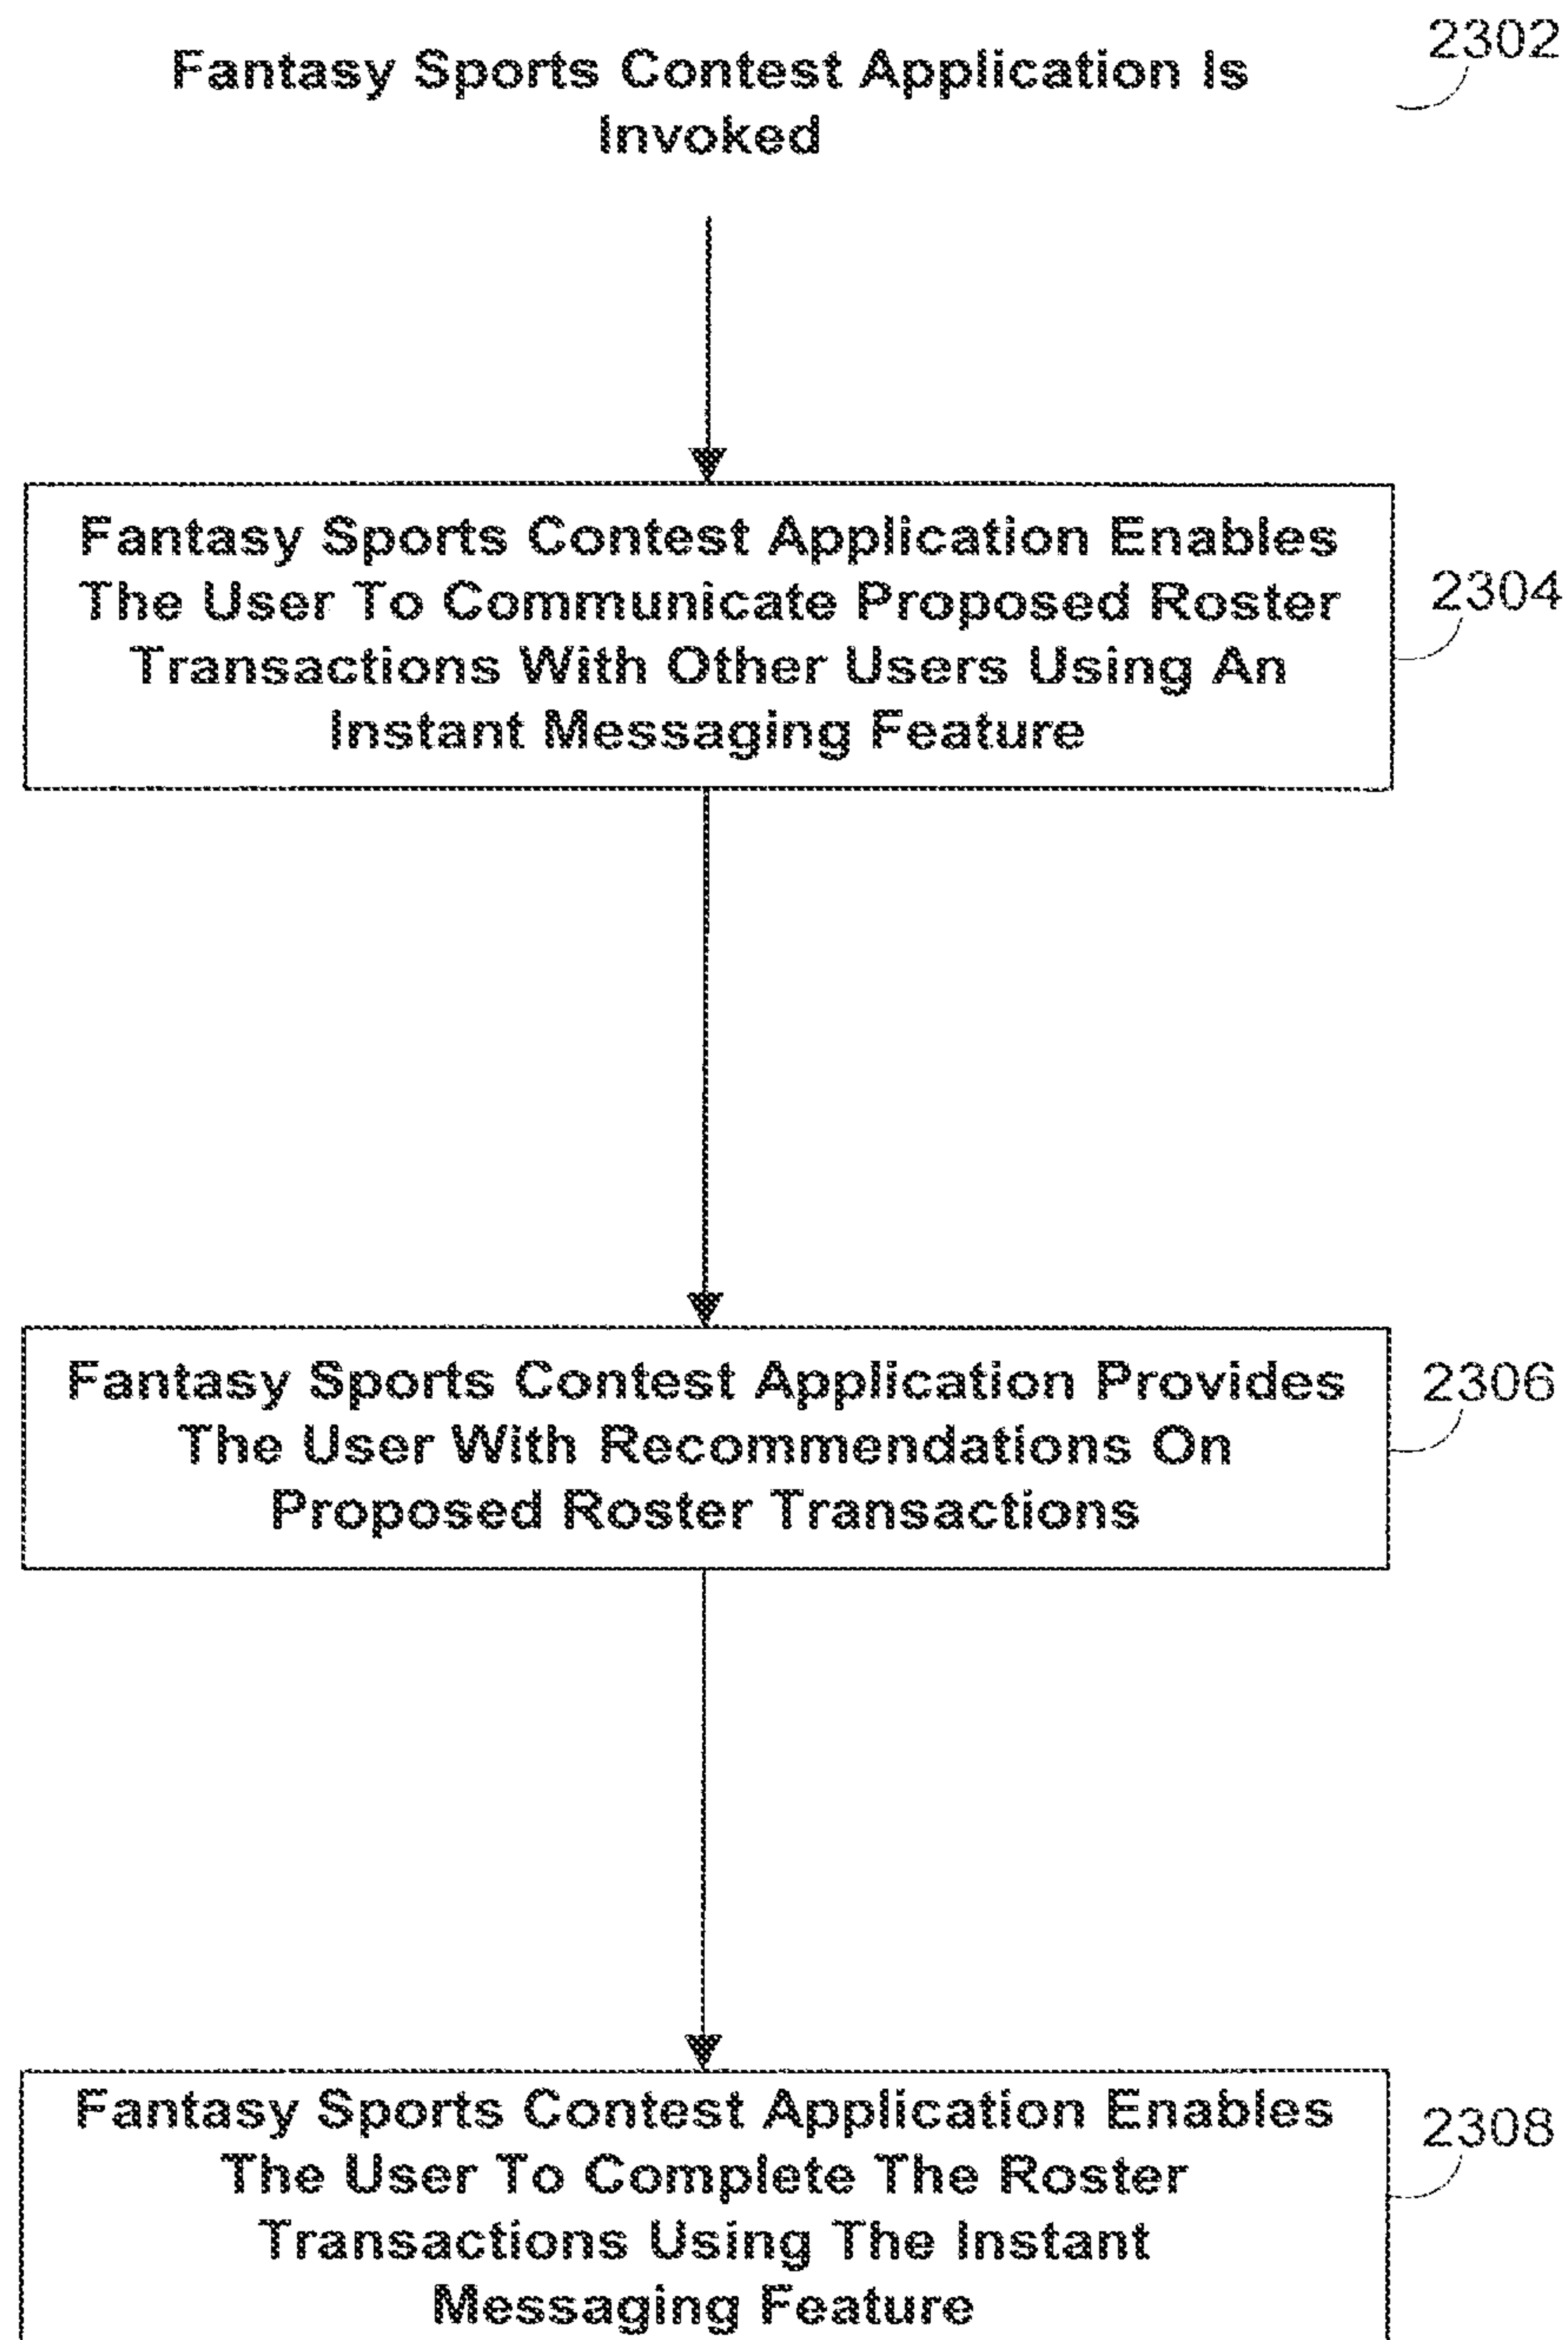 Fantasy Sports Contest Application Is
Invoked
2302
Fantasy Sports Contest Application Enables
The User To Communicate Proposed Roster
Transactions With Other Users Using An
Instant Messaging Feature
2304
Fantasy Sports Contest Application Provides
The User With Recommendations On
Proposed Roster Transactions
2306
Fantasy Sports Contest Application Enables
The User To Complete The Roster
Transactions Using The Instant
Messaging Feature
2308